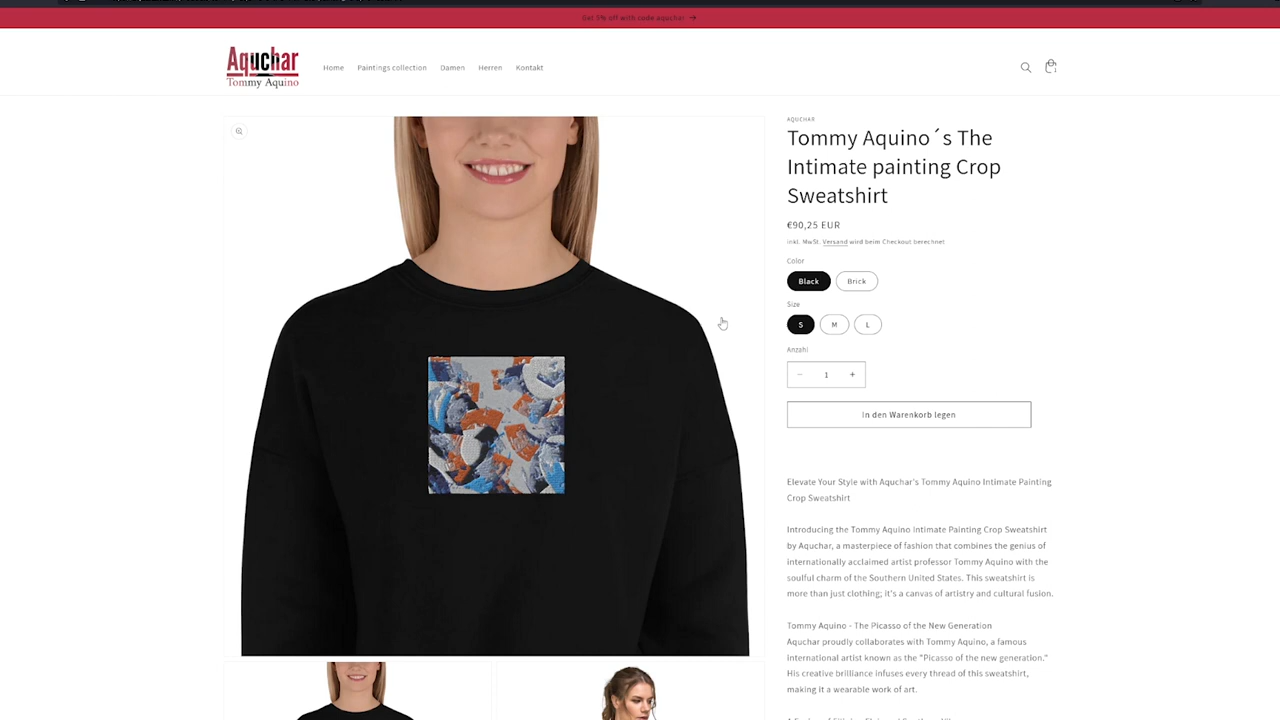 Get 5% off with code aquchar →
Aquchar
Tommy Aquino
Home Paintings collection Damen Herren Kontakt
AQUCHAR
Tommy Aquino´s The
Intimate painting Crop
Sweatshirt
€90,25 EUR
inkl. MwSt. Versand wird beim Checkout berechnet
Color
Black Brick
Size
S M L
Anzahl
− 1 +
In den Warenkorb legen
Elevate Your Style with Aquchar's Tommy Aquino Intimate Painting
Crop Sweatshirt
Introducing the Tommy Aquino Intimate Painting Crop Sweatshirt
by Aquchar, a masterpiece of fashion that combines the genius of
internationally acclaimed artist professor Tommy Aquino with the
soulful charm of the Southern United States. This sweatshirt is
more than just clothing; it's a canvas of artistry and cultural fusion.
Tommy Aquino - The Picasso of the New Generation
Aquchar proudly collaborates with Tommy Aquino, a famous
international artist known as the "Picasso of the new generation."
His creative brilliance infuses every thread of this sweatshirt,
making it a wearable work of art.